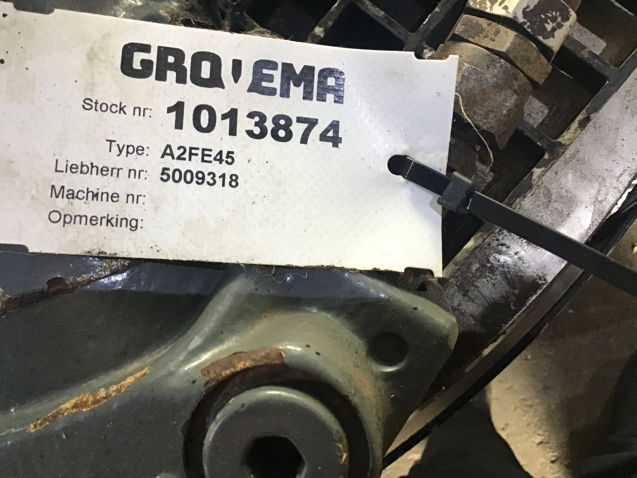 GRO'EMA
Stock nr: 1013874
Type: A2FE45
Liebherr nr: 5009318
Machine nr:
Opmerking: